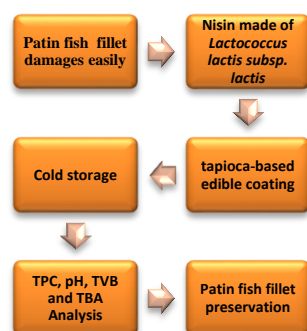 Patin fish fillet
damages easily
Nisin made of
Lactococcus
lactis subsp.
lactis
tapioca-based
edible coating
Cold storage
TPC, pH, TVB
and TBA
Analysis
Patin fish fillet
preservation